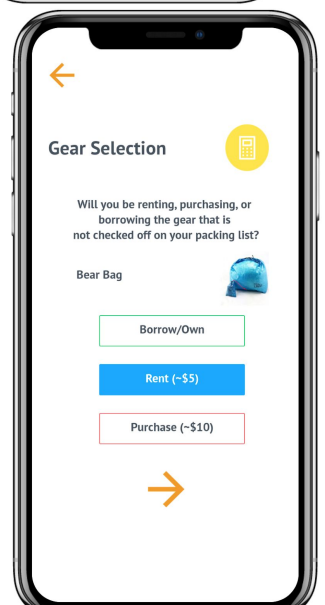 Gear Selection
Will you be renting, purchasing, or
borrowing the gear that is
not checked off on your packing list?
Bear Bag
Borrow/Own
Rent (~$5)
Purchase (~$10)